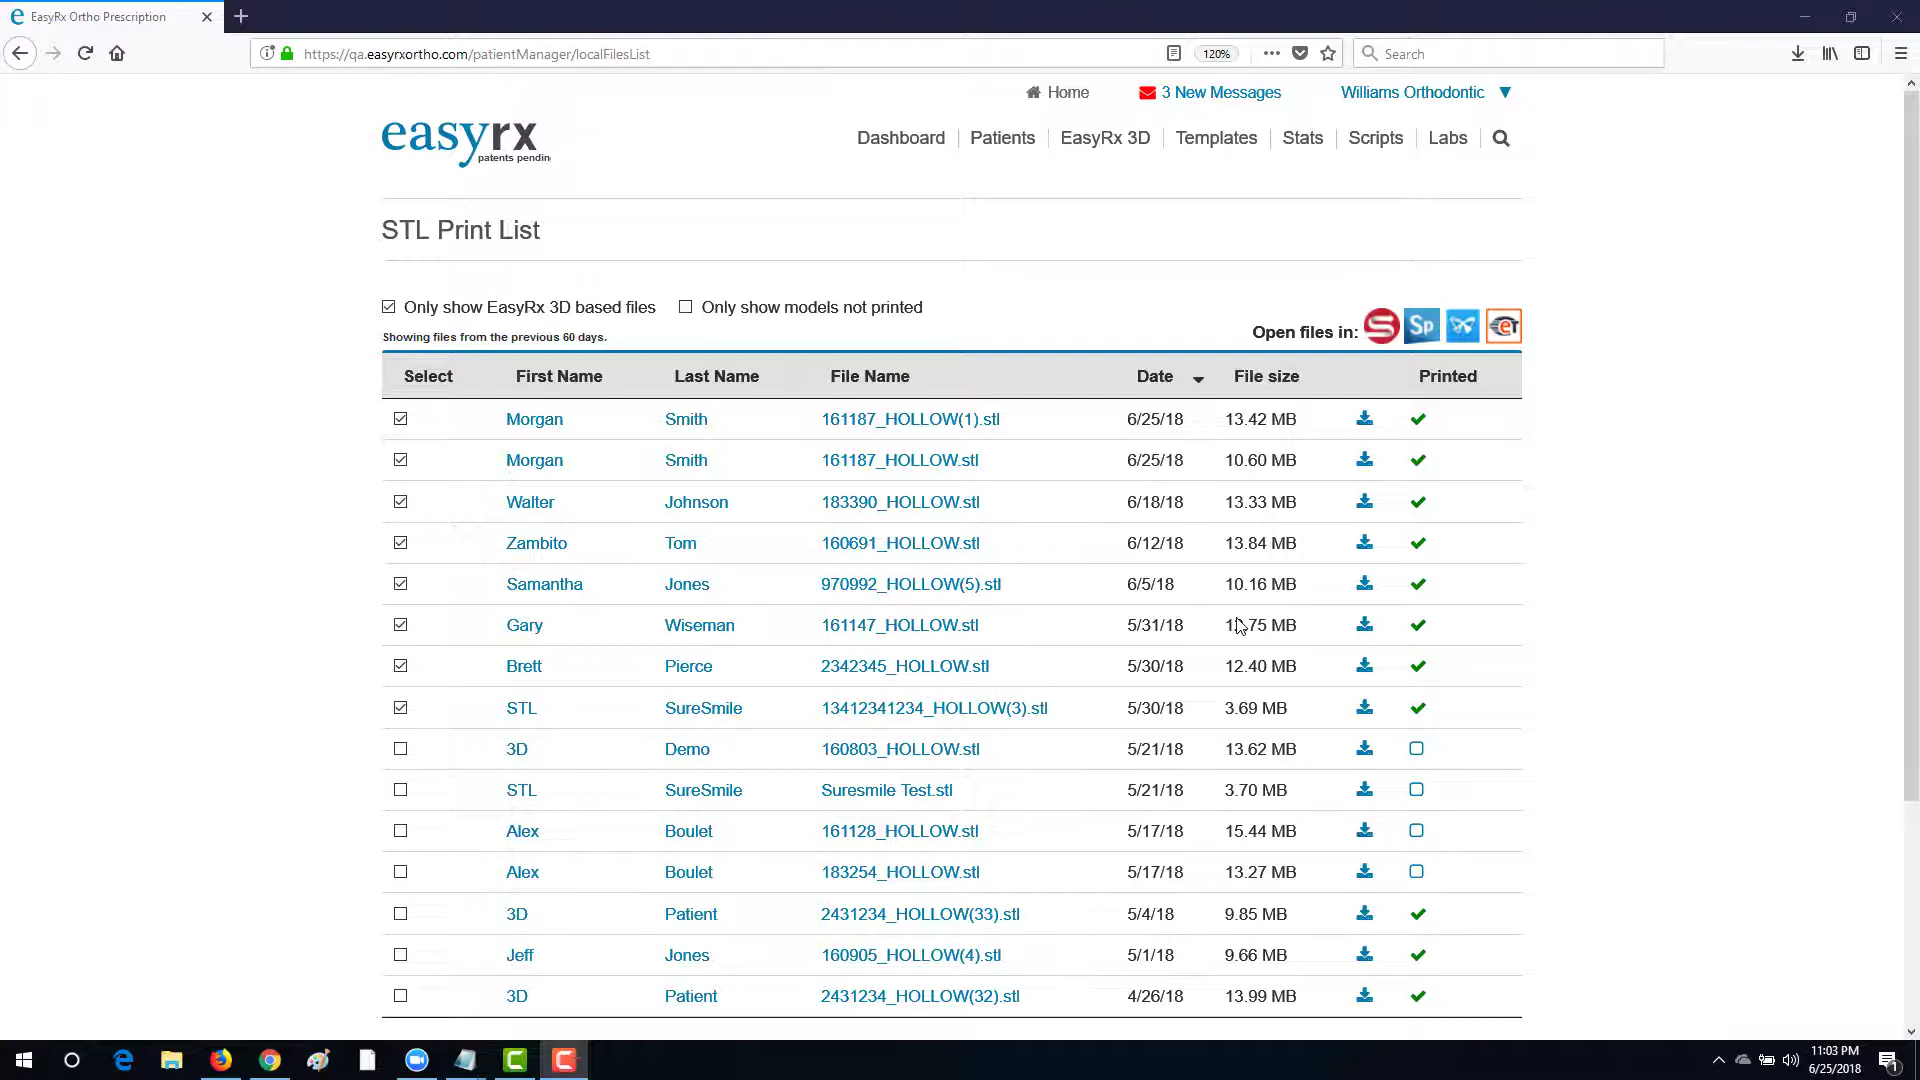 EasyRx Ortho Prescription
https://qa.easyrxortho.com/patientManager/localFilesList
120%
Search
Home
3 New Messages
Williams Orthodontic
easyrx
patents pendin
Dashboard
Patients
EasyRx 3D
Templates
Stats
Scripts
Labs
STL Print List
Only show EasyRx 3D based files
Only show models not printed
Showing files from the previous 60 days.
Open files in:
S
Sp
eT
Select First Name Last Name File Name Date File size Printed
Morgan Smith 161187_HOLLOW(1).stl 6/25/18 13.42 MB
Morgan Smith 161187_HOLLOW.stl 6/25/18 10.60 MB
Walter Johnson 183390_HOLLOW.stl 6/18/18 13.33 MB
Zambito Tom 160691_HOLLOW.stl 6/12/18 13.84 MB
Samantha Jones 970992_HOLLOW(5).stl 6/5/18 10.16 MB
Gary Wiseman 161147_HOLLOW.stl 5/31/18 MB
Brett Pierce 2342345_HOLLOW.stl 5/30/18 12.40 MB
STL SureSmile 13412341234_HOLLOW(3).stl 5/30/18 3.69 MB
3D Demo 160803_HOLLOW.stl 5/21/18 13.62 MB
STL SureSmile Suresmile Test.stl 5/21/18 3.70 MB
Alex Boulet 161128_HOLLOW.stl 5/17/18 15.44 MB
Alex Boulet 183254_HOLLOW.stl 5/17/18 13.27 MB
3D Patient 2431234_HOLLOW(33).stl 5/4/18 9.85 MB
Jeff Jones 160905_HOLLOW(4).stl 5/1/18 9.66 MB
3D Patient 2431234_HOLLOW(32).stl 4/26/18 13.99 MB
11:03 PM
6/25/2018
1